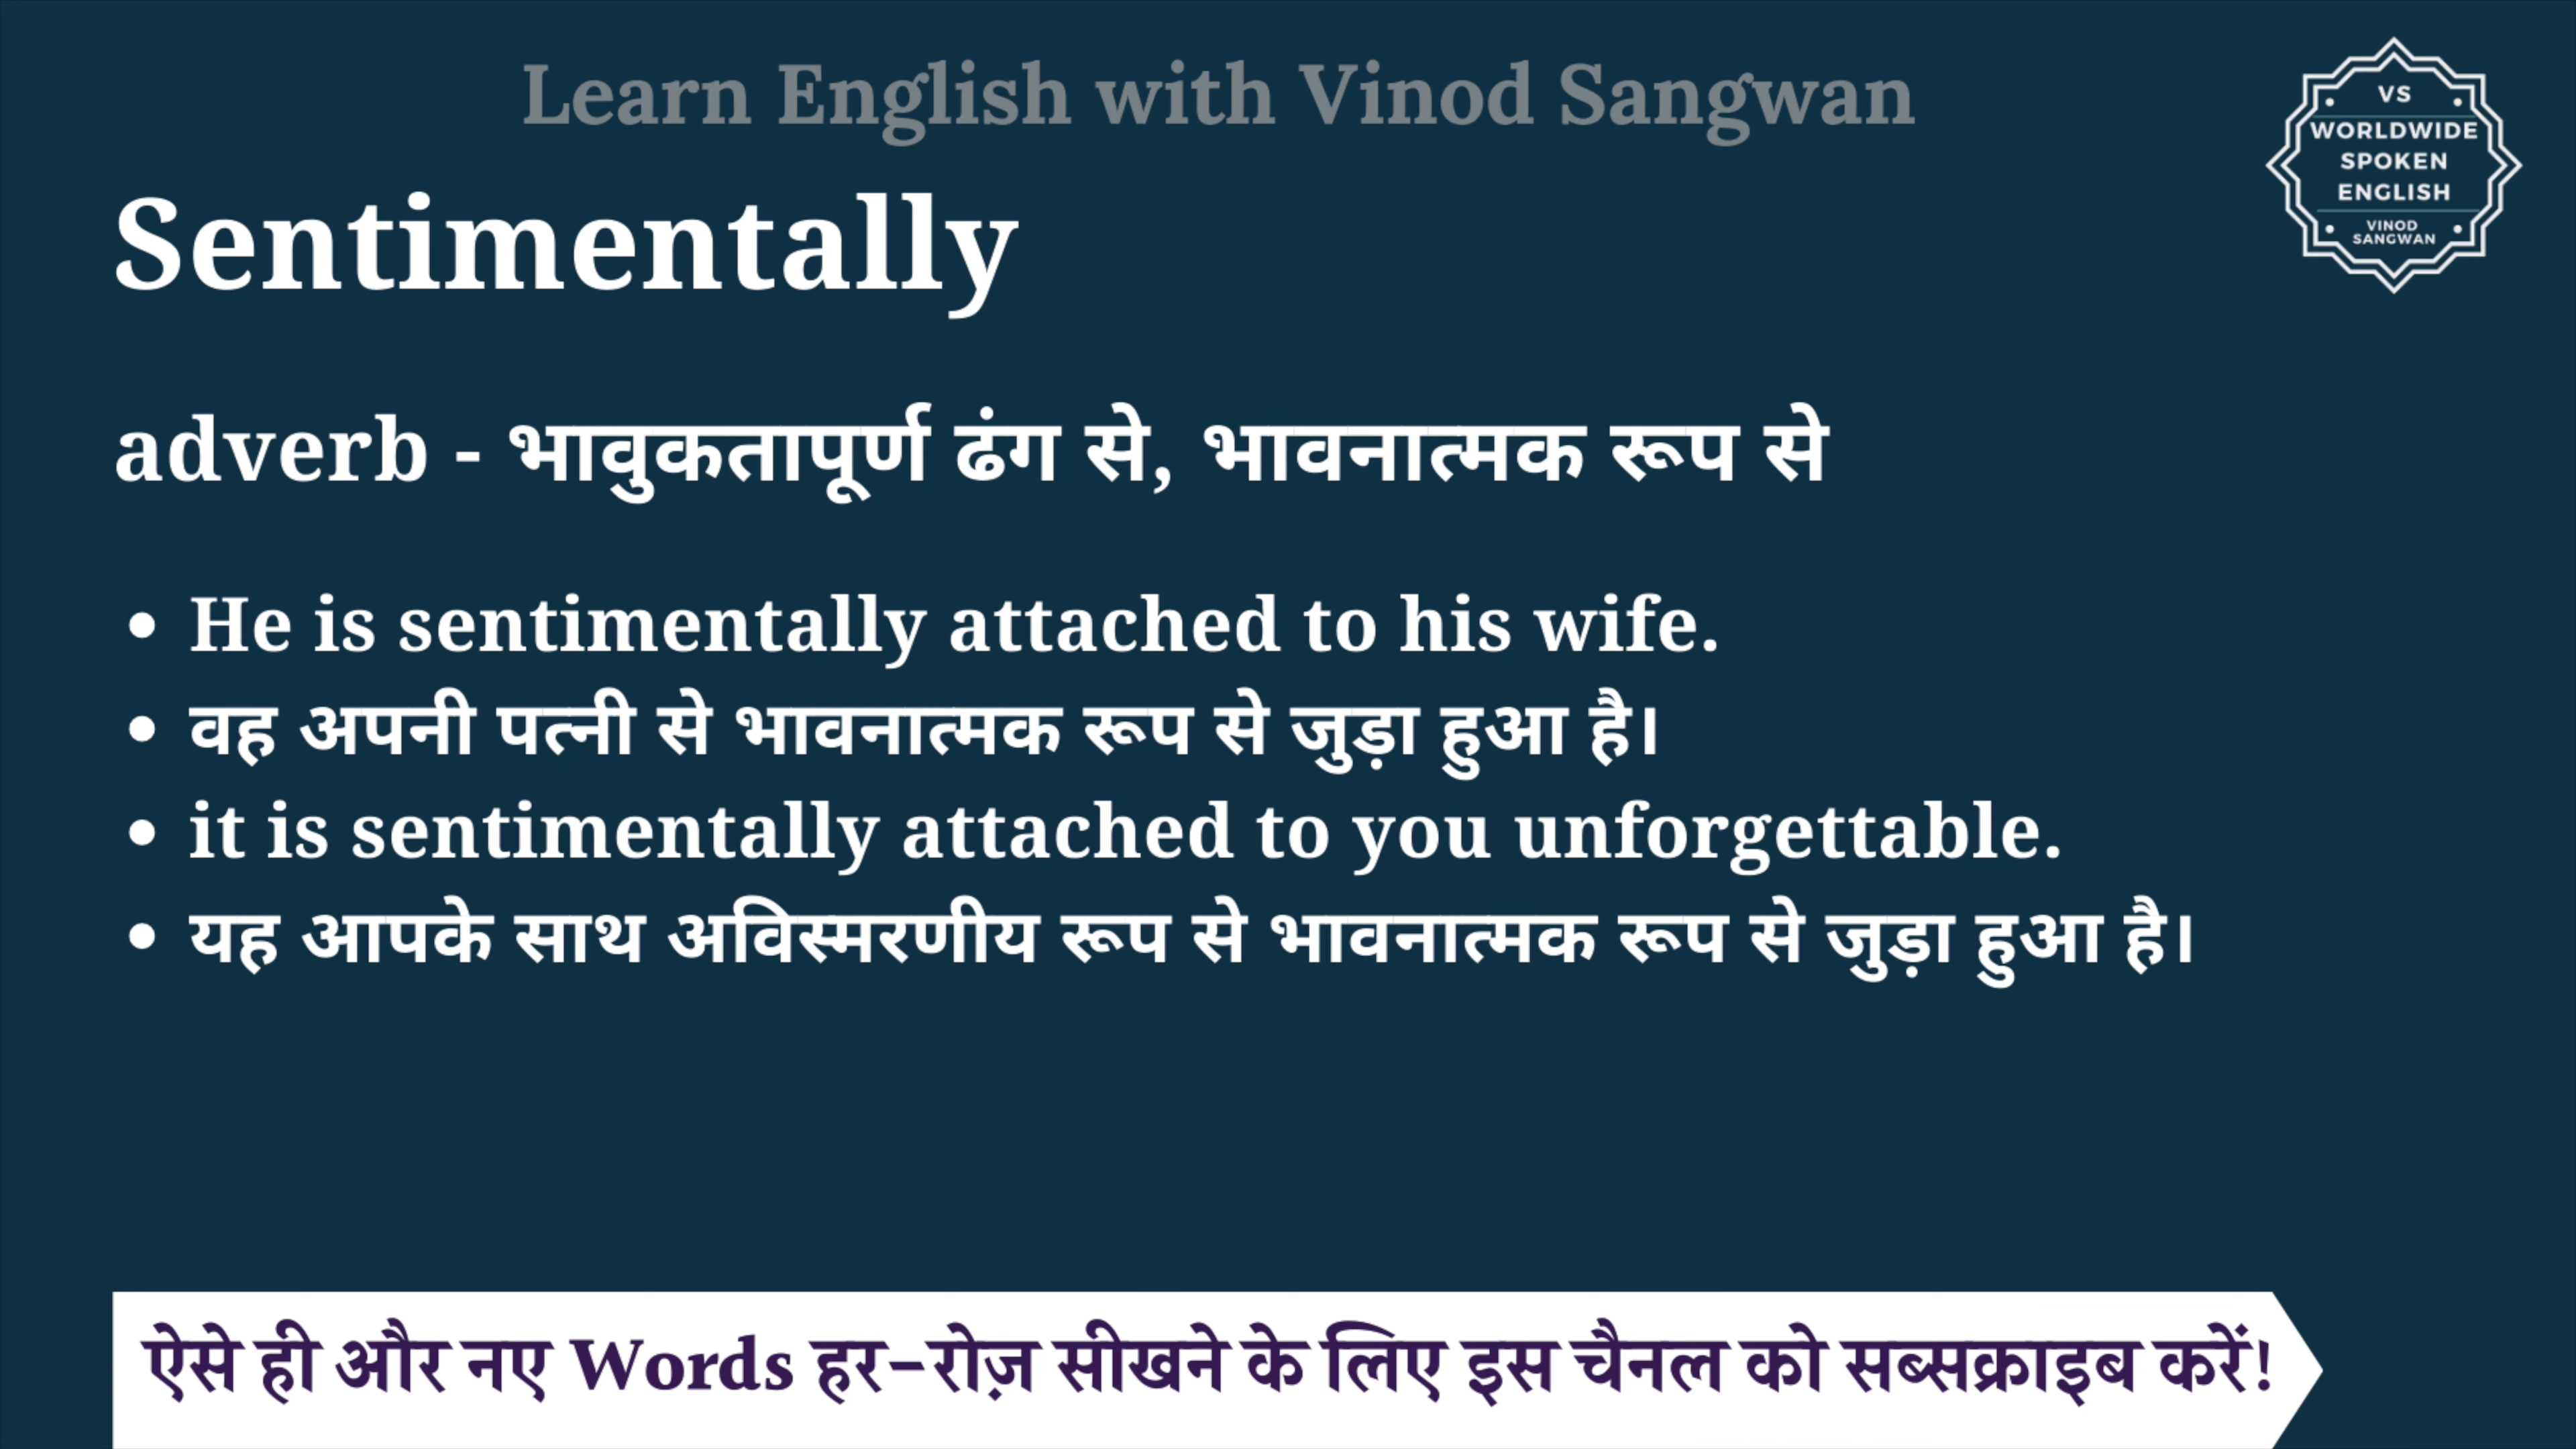 Learn English with Vinod Sangwan
VS
WORLDWIDE
SPOKEN
ENGLISH
VINOD
SANGWAN
Sentimentally
adverb - भावुकतापूर्ण ढंग से, भावनात्मक रूप से
• He is sentimentally attached to his wife.
• वह अपनी पत्नी से भावनात्मक रूप से जुड़ा हुआ है।
• it is sentimentally attached to you unforgettable.
• यह आपके साथ अविस्मरणीय रूप से भावनात्मक रूप से जुड़ा हुआ है।
ऐसे ही और नए Words हर-रोज़ सीखने के लिए इस चैनल को सब्सक्राइब करें!